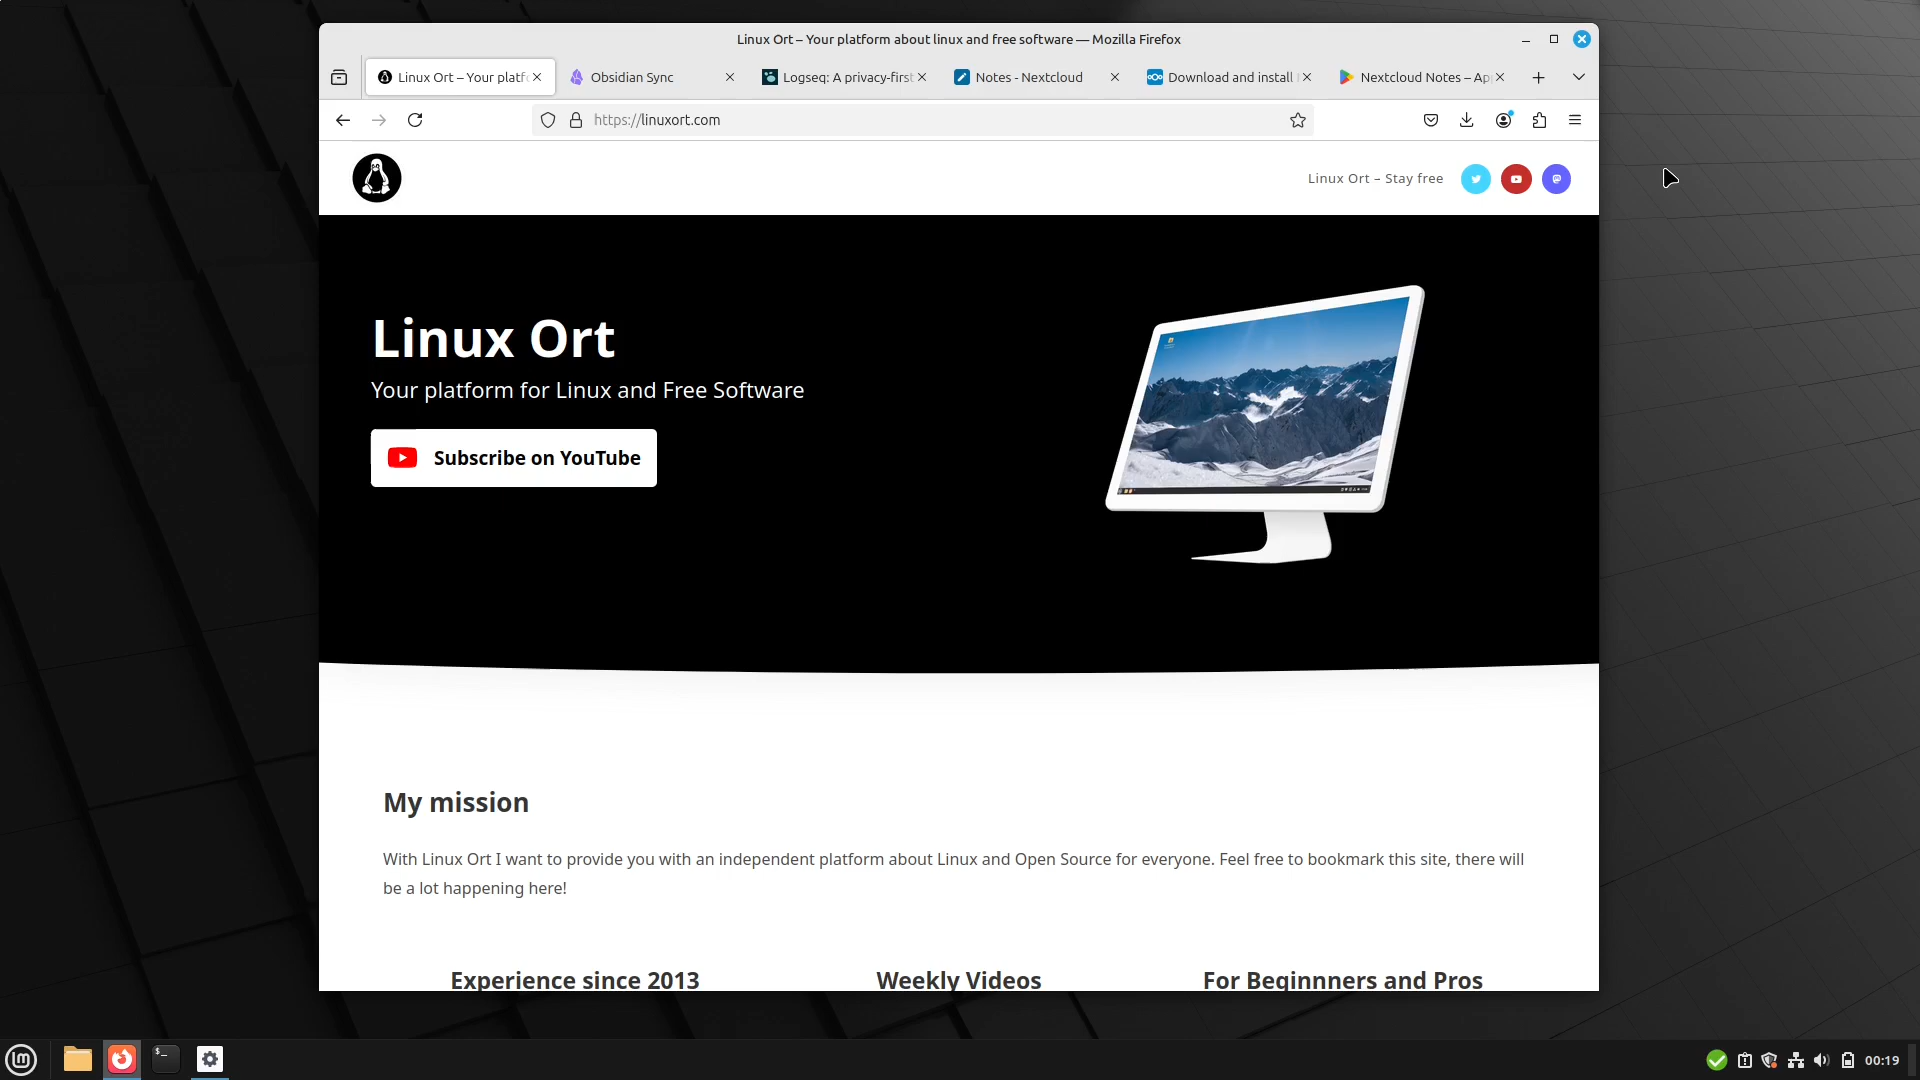 Linux Ort – Your platform about linux and free software — Mozilla Firefox
Linux Ort – Your platf
Obsidian Sync
Logseq: A privacy-first
Notes - Nextcloud
Download and install
Nextcloud Notes – Ap
https://linuxort.com
Linux Ort – Stay free
Linux Ort
Your platform for Linux and Free Software
Subscribe on YouTube
My mission
With Linux Ort I want to provide you with an independent platform about Linux and Open Source for everyone. Feel free to bookmark this site, there will
be a lot happening here!
Experience since 2013
Weekly Videos
For Beginnners and Pros
00:19